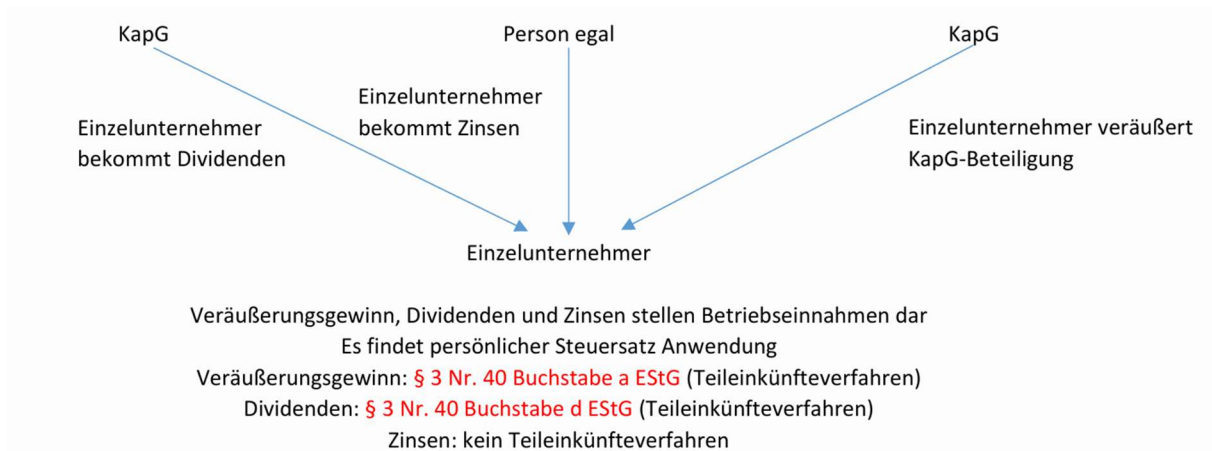 KapG
Person egal
KapG
Einzelunternehmer
bekommt Dividenden
Einzelunternehmer
bekommt Zinsen
Einzelunternehmer veräußert
KapG-Beteiligung
Einzelunternehmer
Veräußerungsgewinn, Dividenden und Zinsen stellen Betriebseinnahmen dar
Es findet persönlicher Steuersatz Anwendung
Veräußerungsgewinn: § 3 Nr. 40 Buchstabe a EStG (Teileinkünfteverfahren)
Dividenden: § 3 Nr. 40 Buchstabe d EStG (Teileinkünfteverfahren)
Zinsen: kein Teileinkünfteverfahren